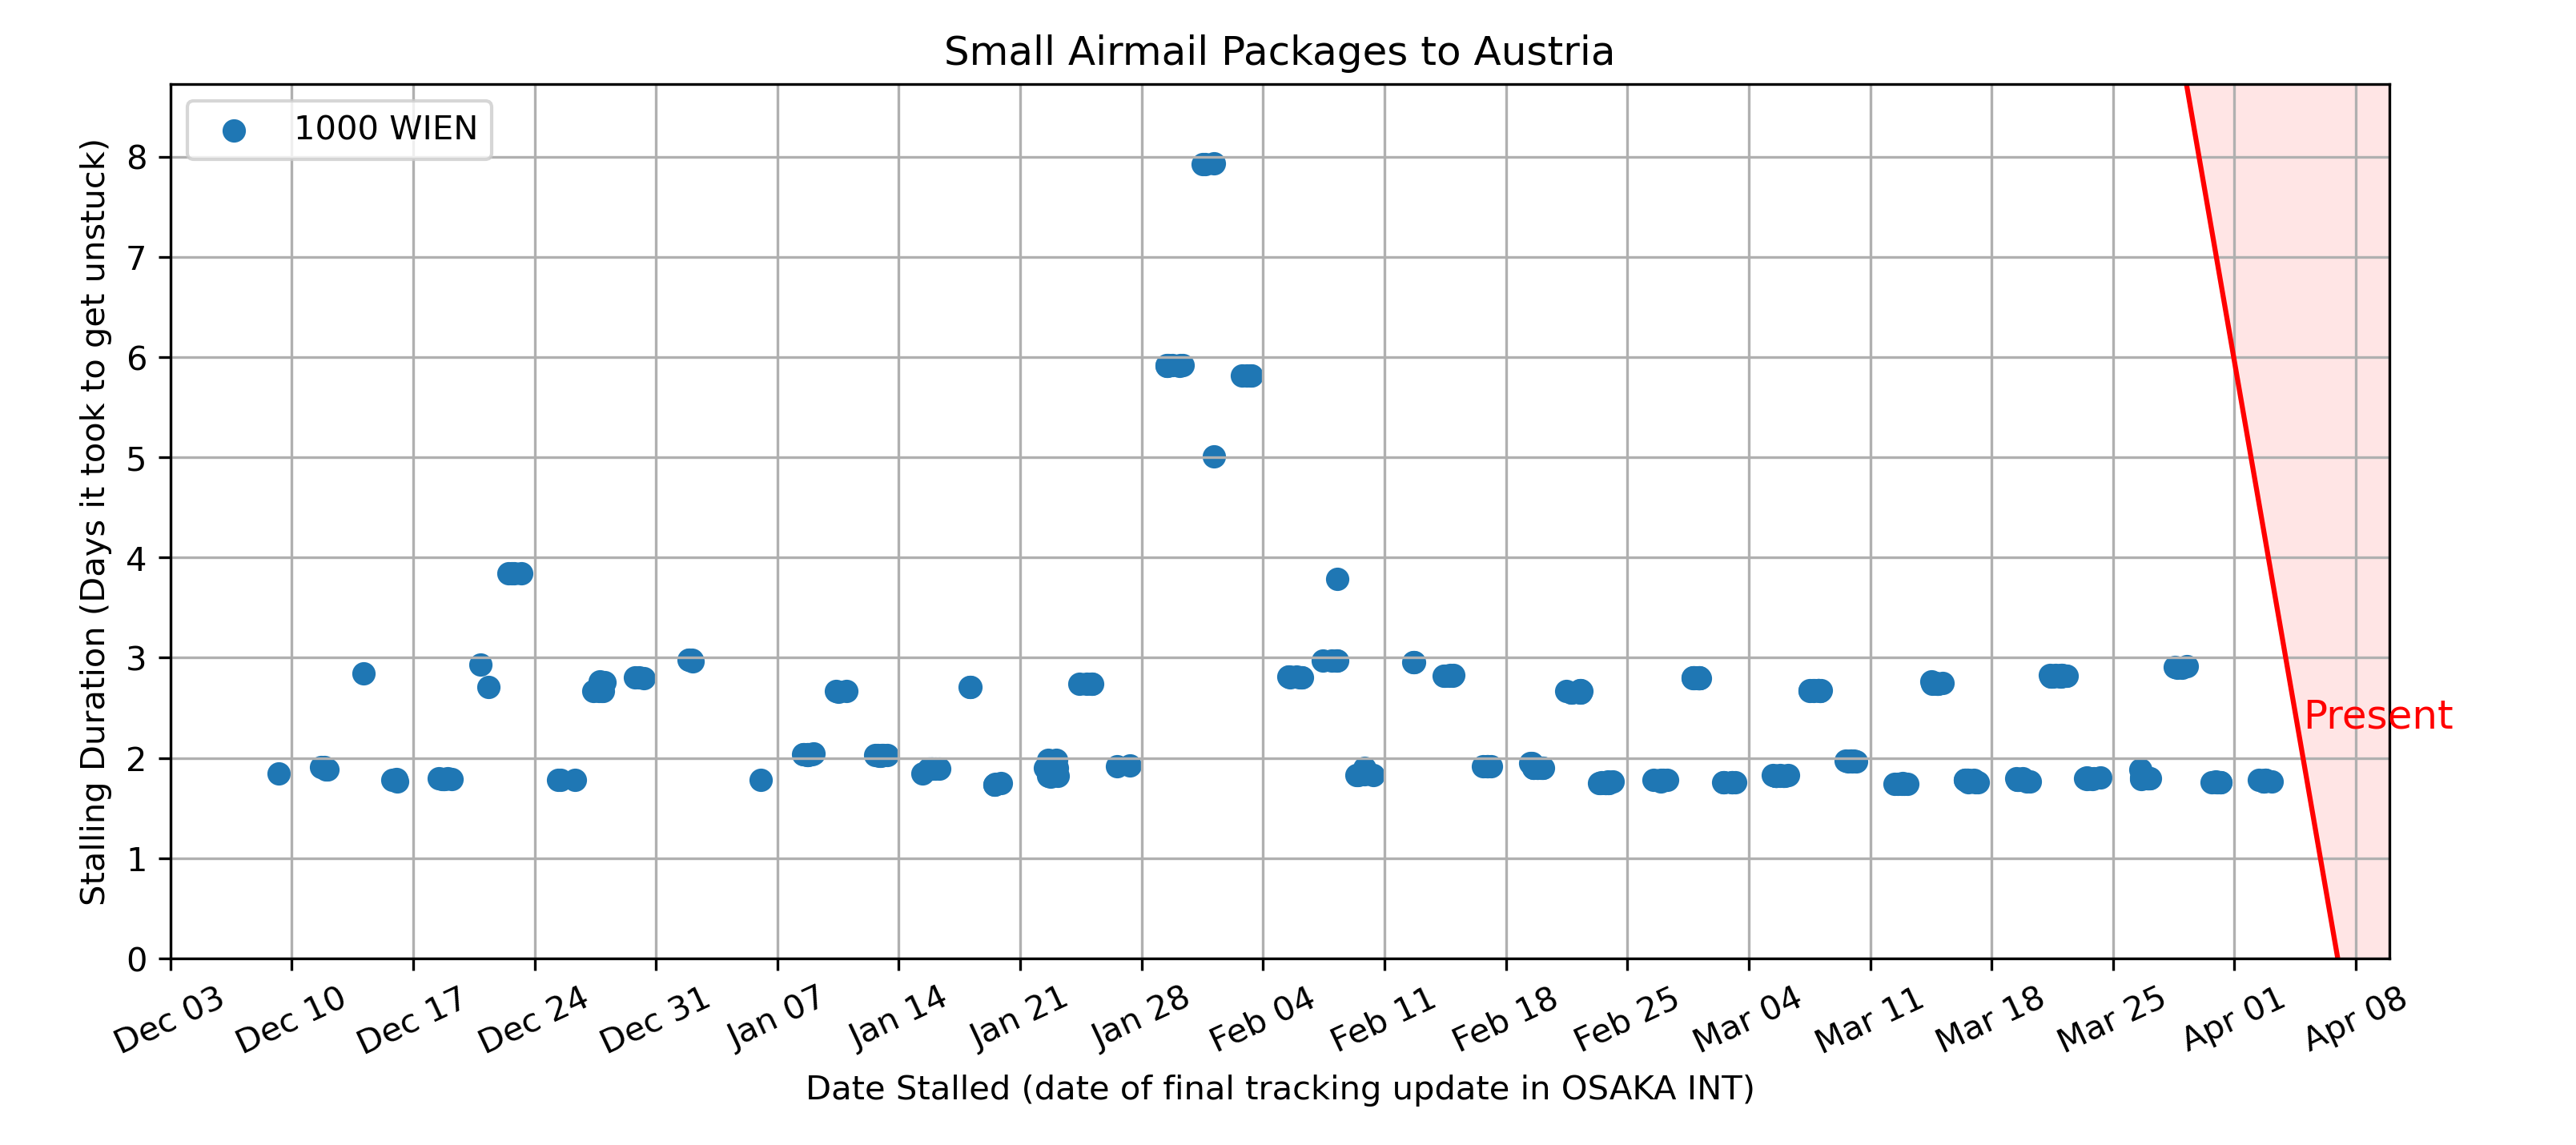 Small Airmail Packages to Austria
1000 WIEN
Stalling Duration (Days it took to get unstuck)
8
7
6
5
4
3
2
1
0
Present
Dec 03
Dec 10
Dec 17
Dec 24
Dec 31
Jan 07
Jan 14
Jan 21
Jan 28
Feb 04
Feb 11
Feb 18
Feb 25
Mar 04
Mar 11
Mar 18
Mar 25
Apr 01
Apr 08
Date Stalled (date of final tracking update in OSAKA INT)